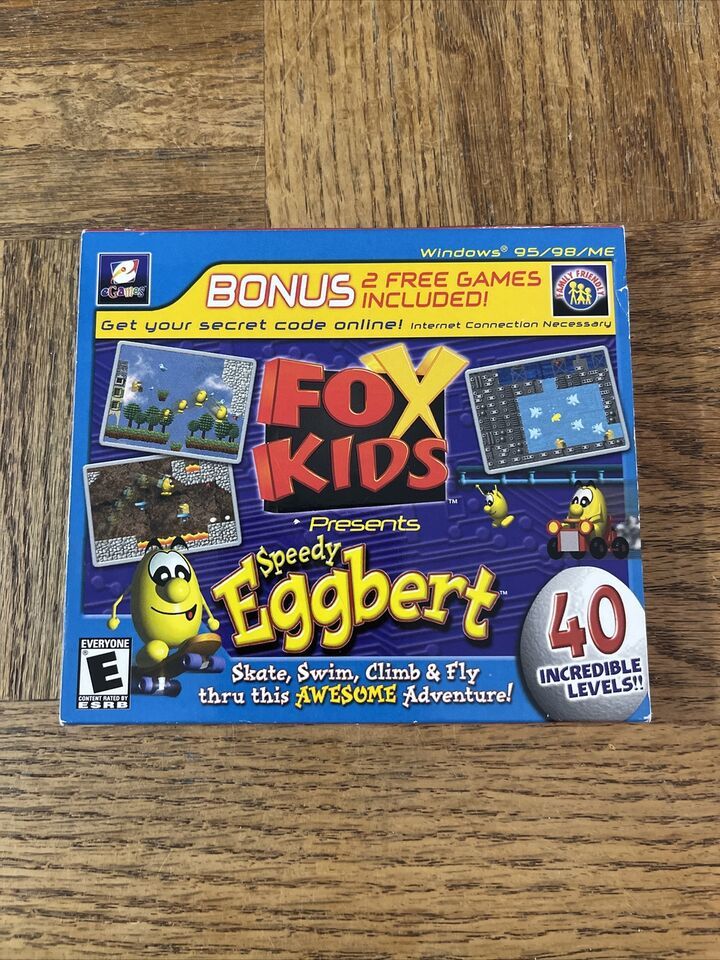 Windows® 95/98/ME
eGames
BONUS 2 FREE GAMES
INCLUDED!
FAMILY FRIENDLY
Get your secret code online! Internet Connection Necessary
FOX
KIDS
TM
Presents
Speedy
Eggbert™
40
INCREDIBLE
LEVELS!!
Skate, Swim, Climb & Fly
thru this AWESOME Adventure!
EVERYONE
E
®
CONTENT RATED BY
ESRB